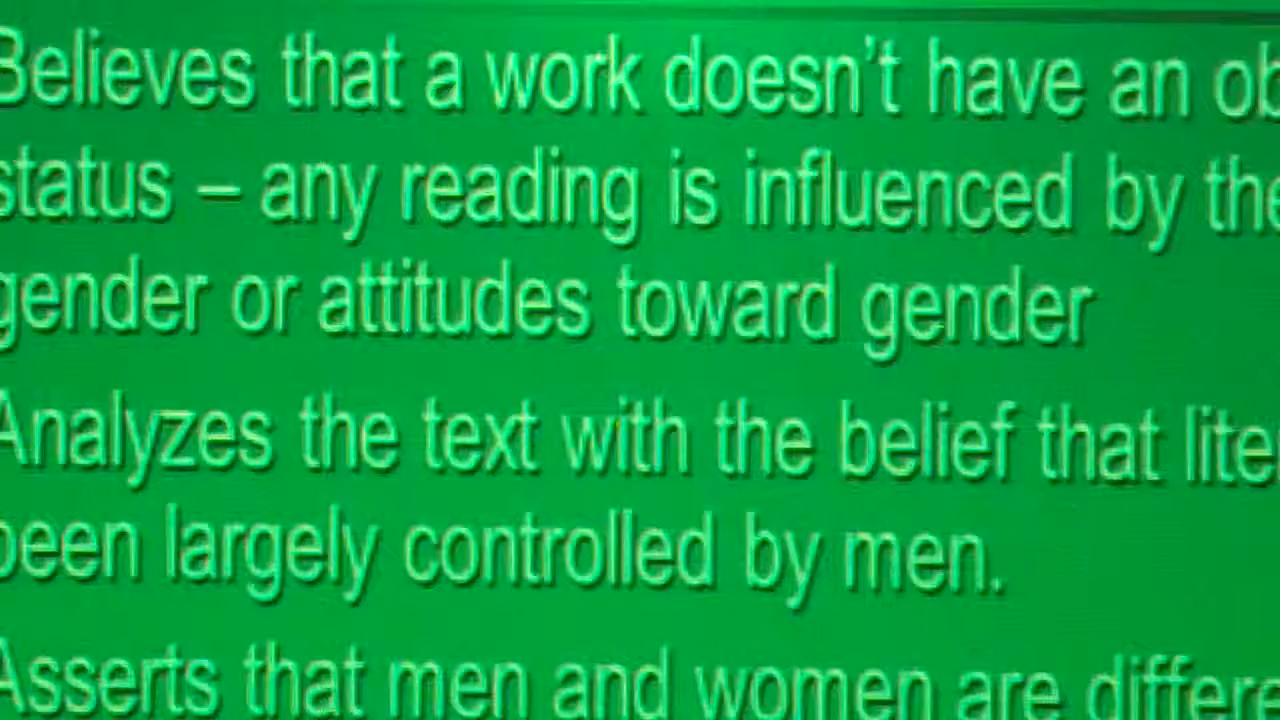 Believes that a work doesn't have an ob
status – any reading is influenced by the
gender or attitudes toward gender
Analyzes the text with the belief that liter
been largely controlled by men.
Asserts that men and women are differe